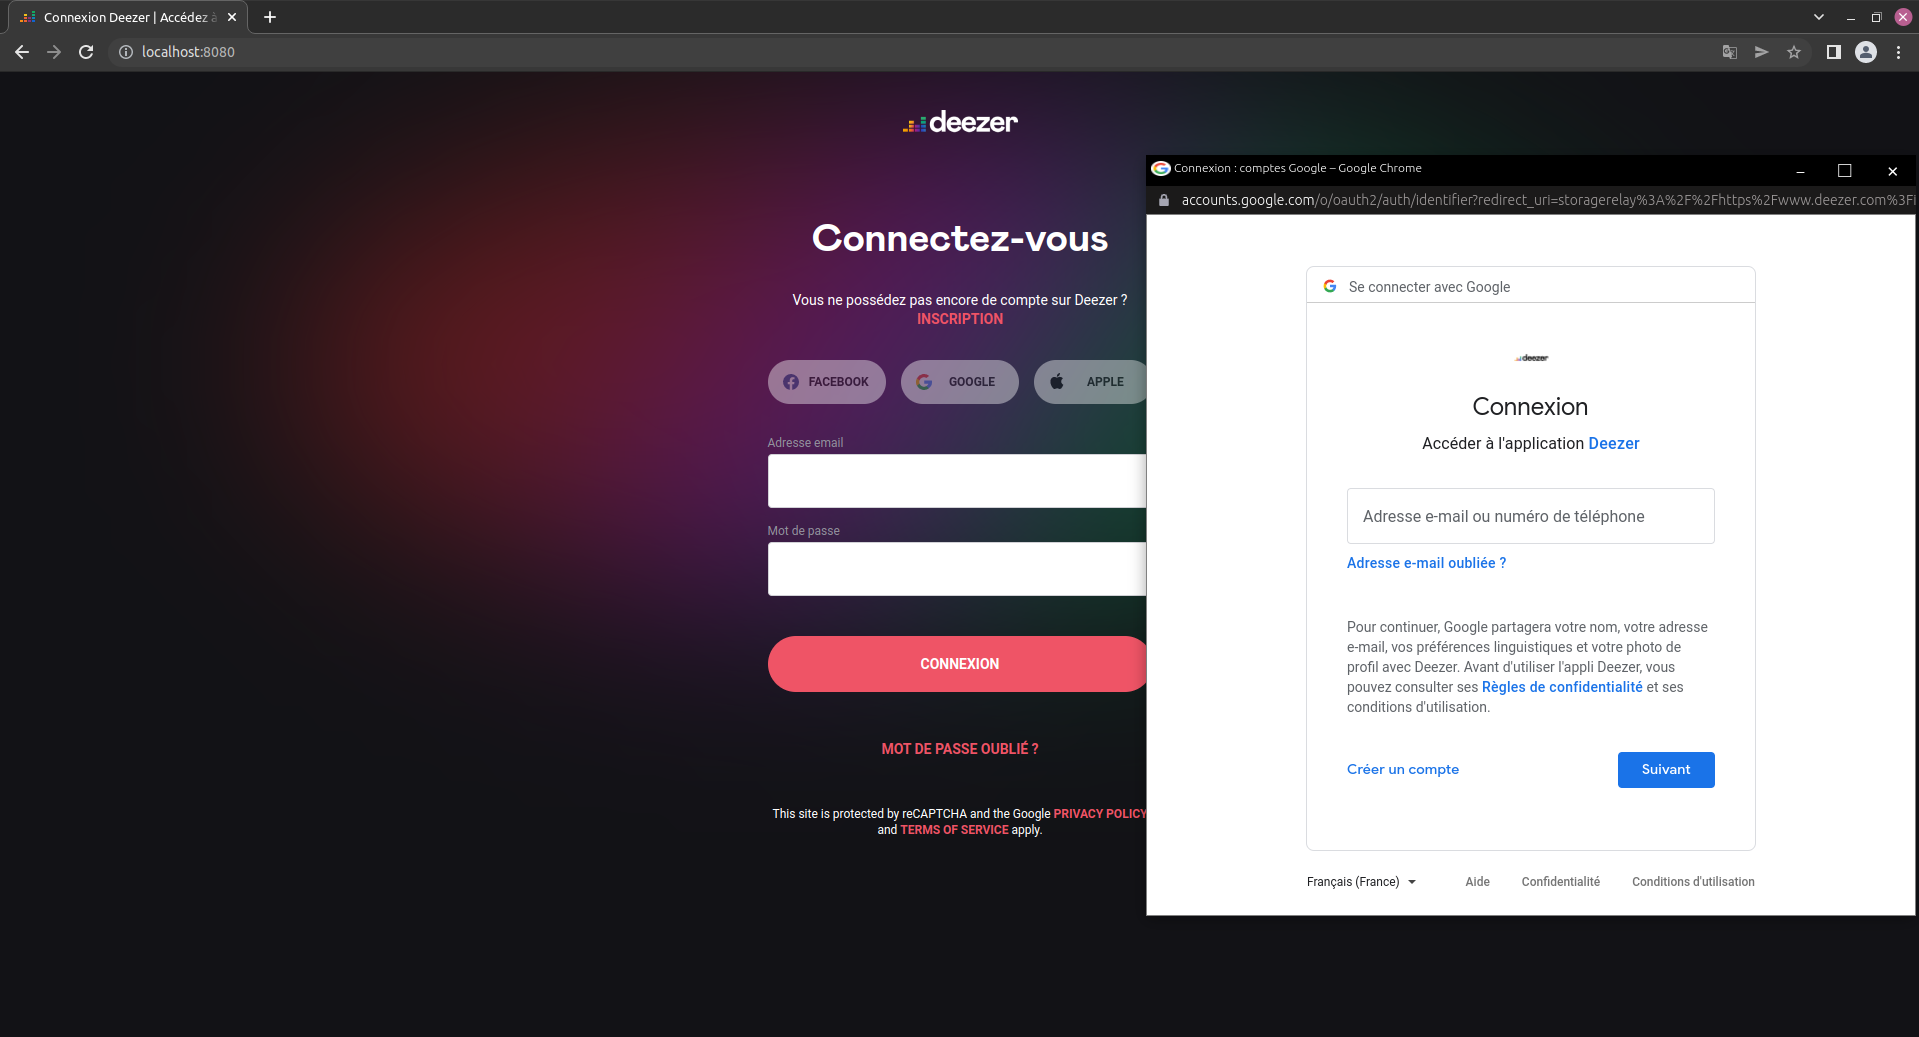 Connexion Deezer | Accédez à
localhost:8080
deezer
Connectez-vous
Vous ne possédez pas encore de compte sur Deezer ?
INSCRIPTION
FACEBOOK
GOOGLE
APPLE
Adresse email
Mot de passe
CONNEXION
MOT DE PASSE OUBLIÉ ?
This site is protected by reCAPTCHA and the Google PRIVACY POLICY
and TERMS OF SERVICE apply.
Connexion : comptes Google – Google Chrome
accounts.google.com/o/oauth2/auth/identifier?redirect_uri=storagerelay%3A%2F%2Fhttps%2Fwww.deezer.com%3F
Se connecter avec Google
deezer
Connexion
Accéder à l'application Deezer
Adresse e-mail ou numéro de téléphone
Adresse e-mail oubliée ?
Pour continuer, Google partagera votre nom, votre adresse
e-mail, vos préférences linguistiques et votre photo de
profil avec Deezer. Avant d'utiliser l'appli Deezer, vous
pouvez consulter ses Règles de confidentialité et ses
conditions d'utilisation.
Créer un compte
Suivant
Français (France)
Aide
Confidentialité
Conditions d'utilisation